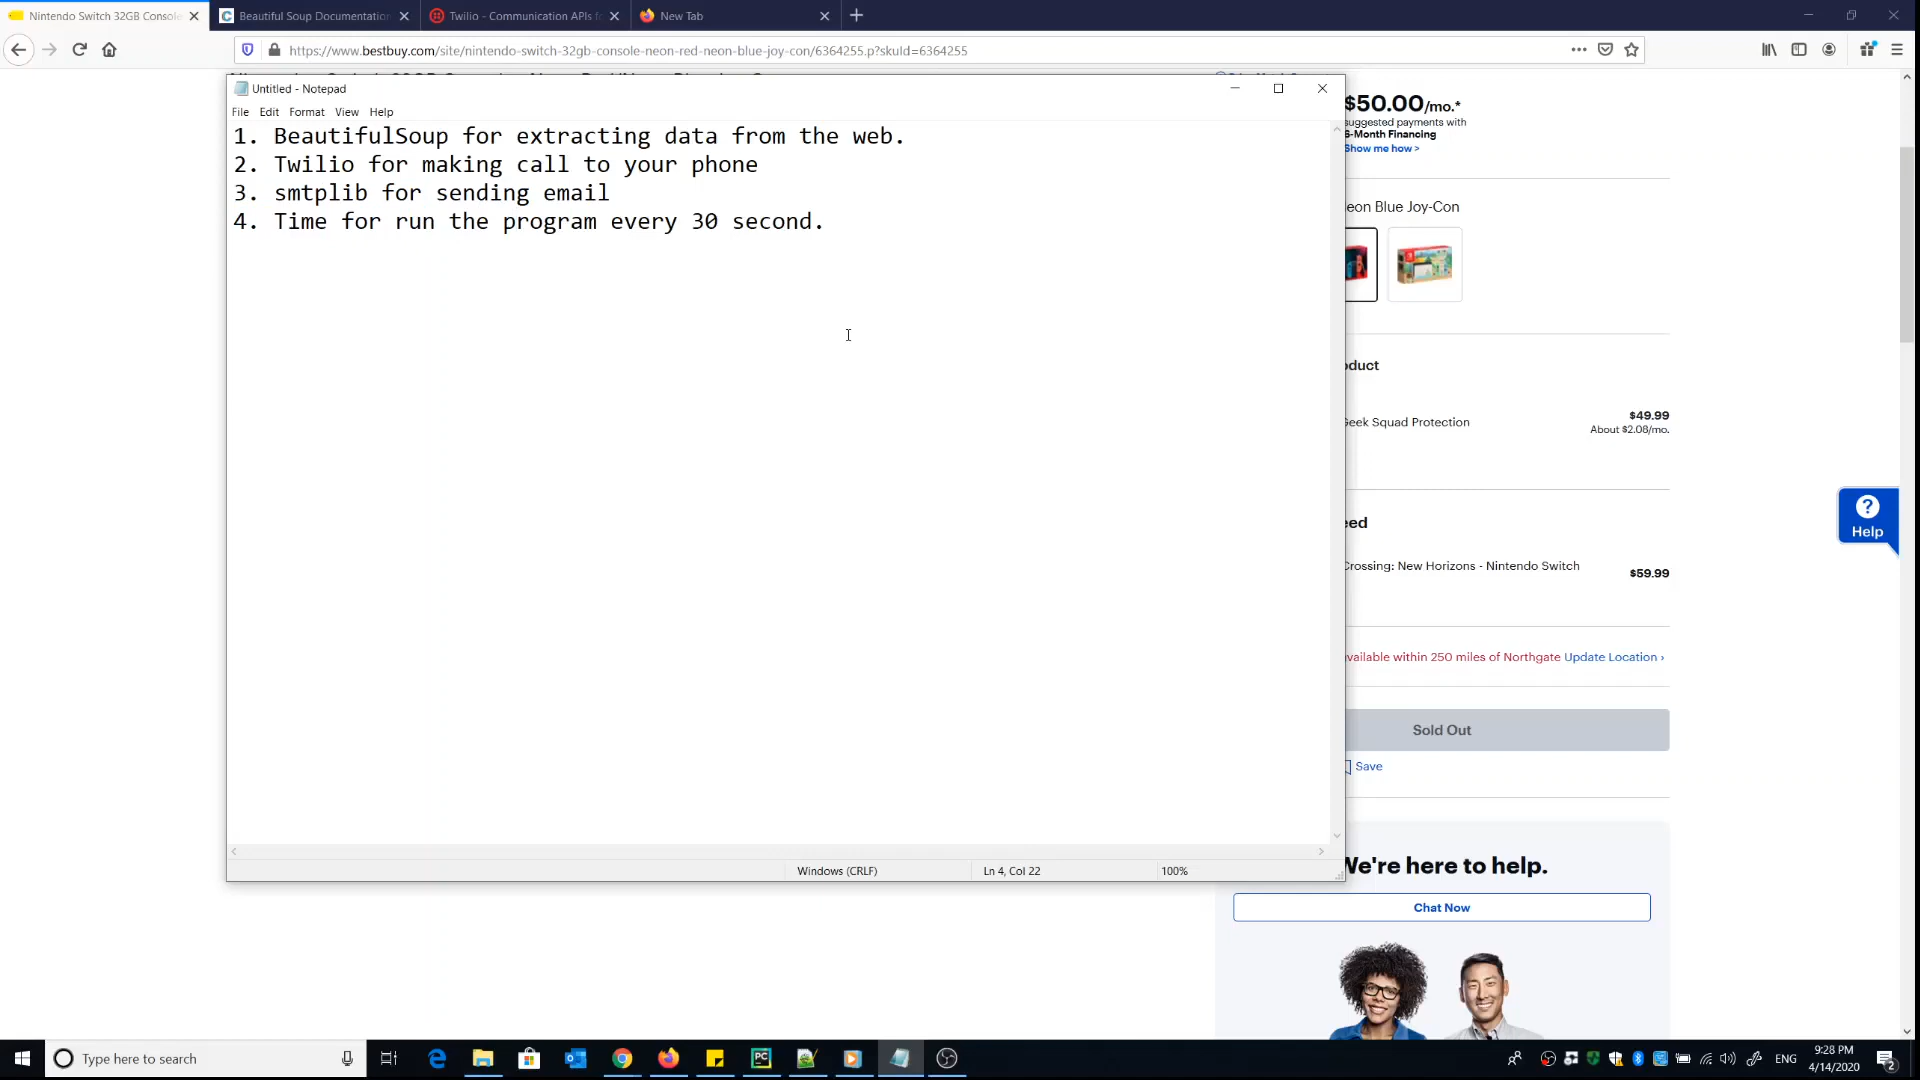 Nintendo Switch 32GB Console
Beautiful Soup Documentation
Twilio - Communication APIs f
New Tab
https://www.bestbuy.com/site/nintendo-switch-32gb-console-neon-red-neon-blue-joy-con/6364255.p?skuId=6364255
Untitled - Notepad
File Edit Format View Help
1. BeautifulSoup for extracting data from the web.
2. Twilio for making call to your phone
3. smtplib for sending email
4. Time for run the program every 30 second.
Windows (CRLF)
Ln 4, Col 22
100%
$50.00/mo.*
suggested payments with
6-Month Financing
Show me how >
eon Blue Joy-Con
oduct
Geek Squad Protection
$49.99
About $2.08/mo.
eed
Crossing: New Horizons - Nintendo Switch
$59.99
vailable within 250 miles of Northgate Update Location ›
Sold Out
Save
Help
We're here to help.
Chat Now
Type here to search
ENG
9:28 PM
4/14/2020
2